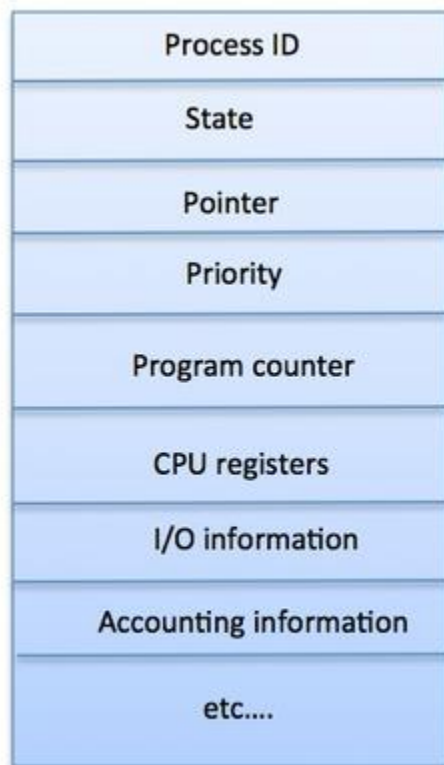 Process ID
State
Pointer
Priority
Program counter
CPU registers
I/O information
Accounting information
etc....